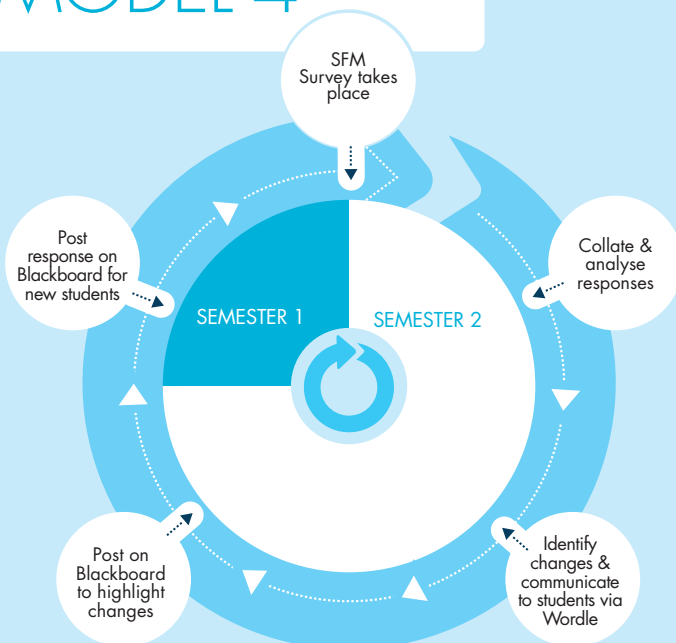 MODEL 4
SFM
Survey takes
place
Post
response on
Blackboard for
new students
Collate &
analyse
responses
SEMESTER 1
SEMESTER 2
Post on
Blackboard
to highlight
changes
Identify
changes &
communicate
to students via
Wordle